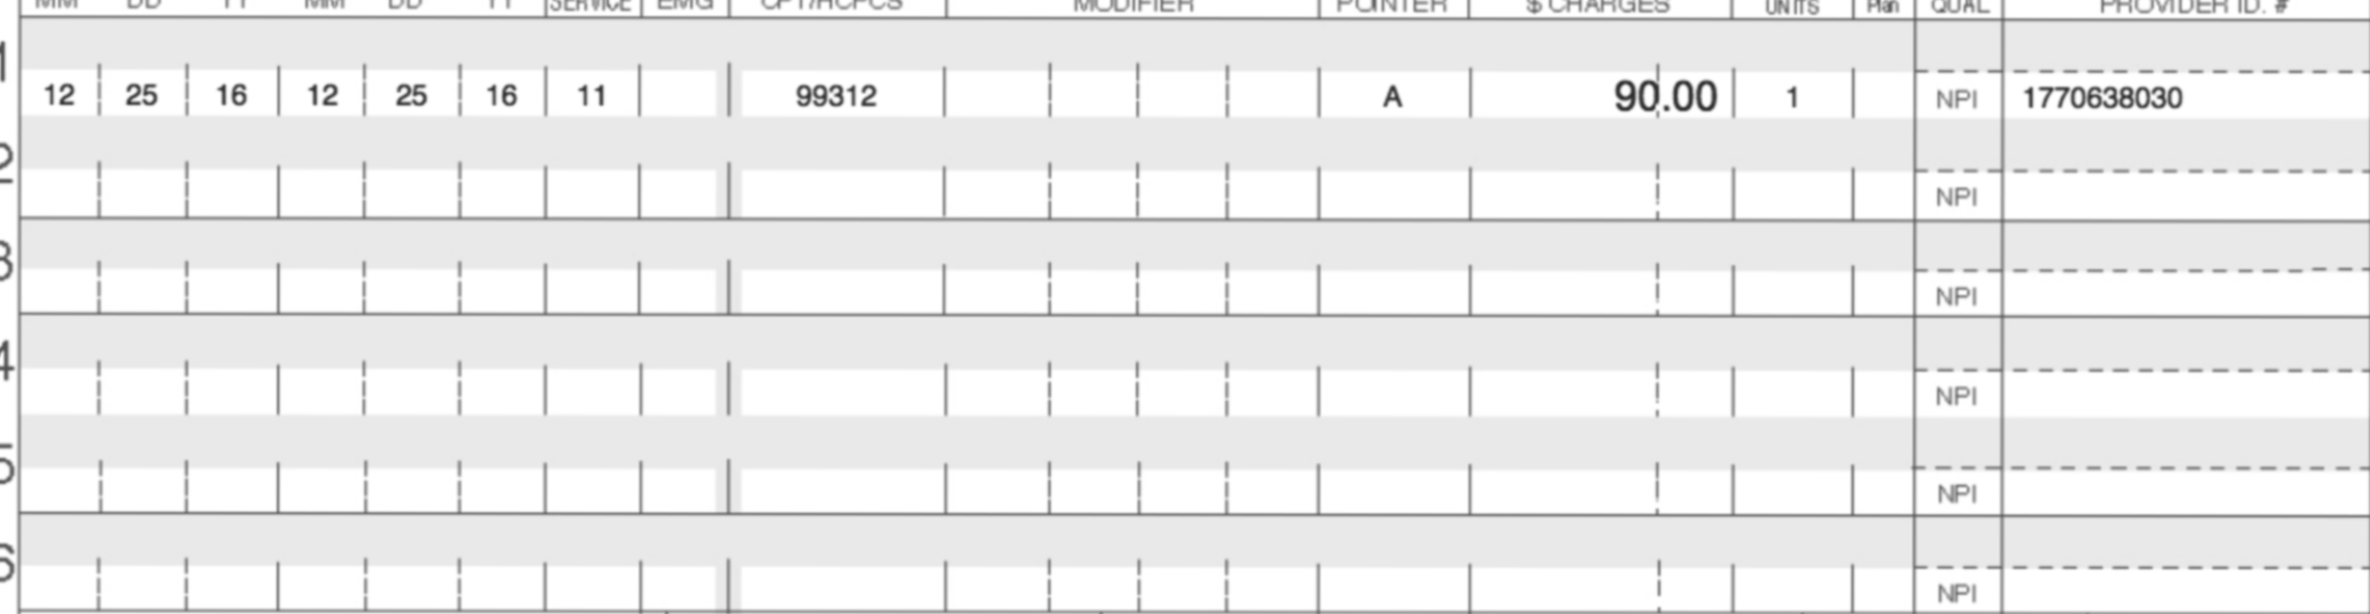 MM DD YY MM DD YY SERVICE EMG CPT/HCPCS MODIFIER POINTER $ CHARGES UNITS Plan QUAL PROVIDER ID. #
1
12 25 16 12 25 16 11 99312 A 90.00 1 NPI 1770638030
2
NPI
3
NPI
4
NPI
5
NPI
6
NPI